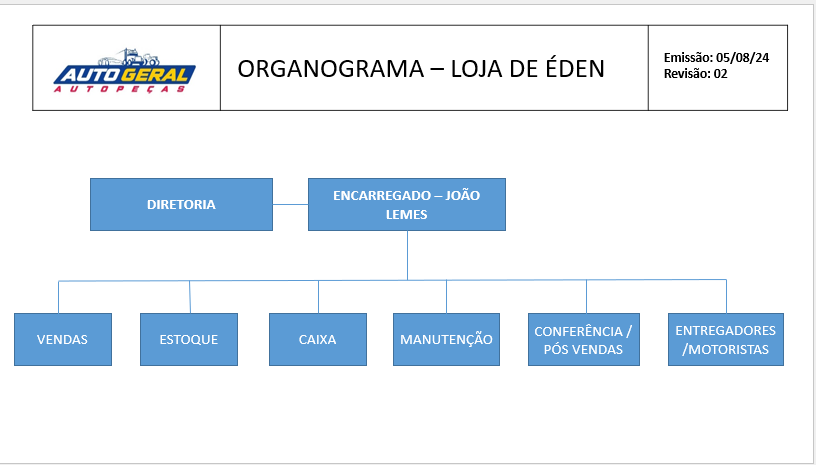 AUTO GERAL
AUTOPEÇAS
ORGANOGRAMA – LOJA DE ÉDEN
Emissão: 05/08/24
Revisão: 02
DIRETORIA
ENCARREGADO – JOÃO
LEMES
VENDAS
ESTOQUE
CAIXA
MANUTENÇÃO
CONFERÊNCIA /
PÓS VENDAS
ENTREGADORES
/MOTORISTAS